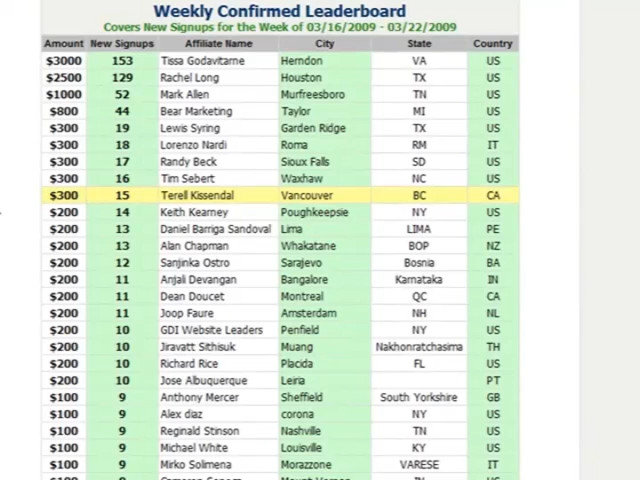 Weekly Confirmed Leaderboard
Covers New Signups for the Week of 03/16/2009 - 03/22/2009
Amount New Signups Affiliate Name City State Country
$3000 153 Tissa Godavitarne Herndon VA US
$2500 129 Rachel Long Houston TX US
$1000 52 Mark Allen Murfreesboro TN US
$800 44 Bear Marketing Taylor MI US
$300 19 Lewis Syring Garden Ridge TX US
$300 18 Lorenzo Nardi Roma RM IT
$300 17 Randy Beck Sioux Falls SD US
$300 16 Tim Sebert Waxhaw NC US
$300 15 Terell Kissendal Vancouver BC CA
$200 14 Keith Kearney Poughkeepsie NY US
$200 13 Daniel Barriga Sandoval Lima LIMA PE
$200 13 Alan Chapman Whakatane BOP NZ
$200 12 Sanjinka Ostro Sarajevo Bosnia BA
$200 11 Anjali Devangan Bangalore Karnataka IN
$200 11 Dean Doucet Montreal QC CA
$200 11 Joop Faure Amsterdam NH NL
$200 10 GDI Website Leaders Penfield NY US
$200 10 Jiravatt Sithisuk Muang Nakhonratchasima TH
$200 10 Richard Rice Placida FL US
$200 10 Jose Albuquerque Leiria PT
$100 9 Anthony Mercer Sheffield South Yorkshire GB
$100 9 Alex diaz corona NY US
$100 9 Reginald Stinson Nashville TN US
$100 9 Michael White Louisville KY US
$100 9 Mirko Solimena Morazzone VARESE IT